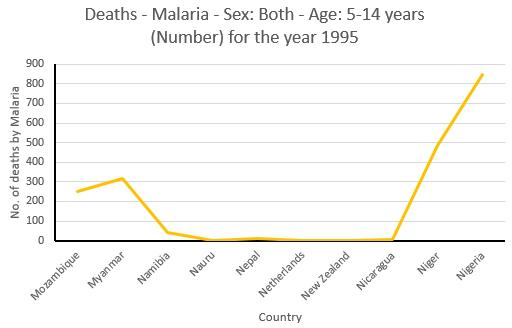 Deaths - Malaria - Sex: Both - Age: 5-14 years
(Number) for the year 1995
No. of deaths by Malaria
900
800
700
600
500
400
300
200
100
0
Mozambique
Myanmar
Namibia
Nauru
Nepal
Netherlands
New Zealand
Nicaragua
Niger
Nigeria
Country